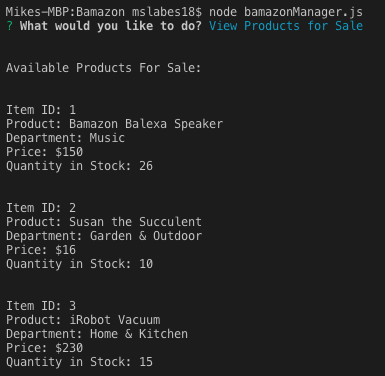 Mikes-MBP:Bamazon mslabes18$ node bamazonManager.js
? What would you like to do? View Products for Sale
Available Products For Sale:
Item ID: 1
Product: Bamazon Balexa Speaker
Department: Music
Price: $150
Quantity in Stock: 26
Item ID: 2
Product: Susan the Succulent
Department: Garden & Outdoor
Price: $16
Quantity in Stock: 10
Item ID: 3
Product: iRobot Vacuum
Department: Home & Kitchen
Price: $230
Quantity in Stock: 15